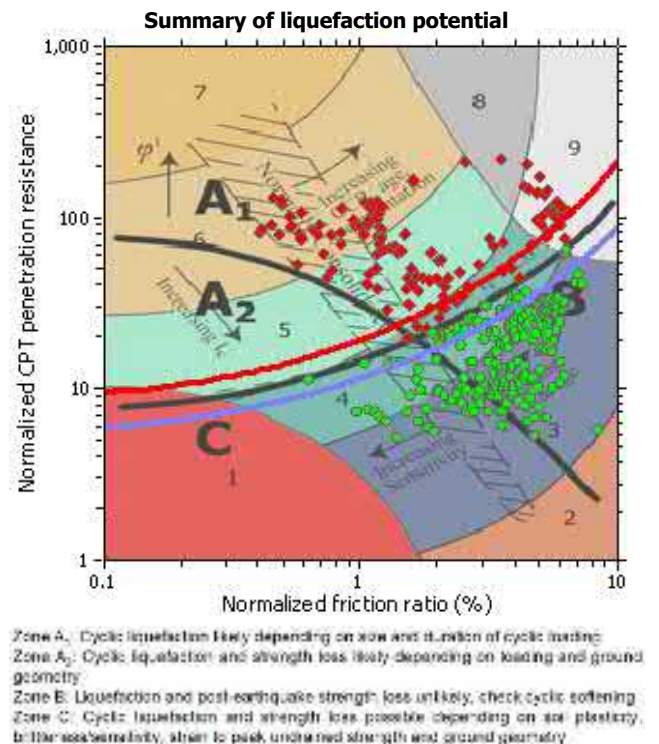 Summary of liquefaction potential
1,000
7
8
9
φ'
Increasing
age
A1
100
6
Increasing Ic
A2
5
B
10
4
C
3
Increasing
Sensitivity
1
2
1
0.1
1
10
Normalized CPT penetration resistance
Normalized friction ratio (%)
Zone A1: Cyclic liquefaction likely depending on size and duration of cyclic loading
Zone A2: Cyclic liquefaction and strength loss likely depending on loading and ground
geometry
Zone B: Liquefaction and post-earthquake strength loss unlikely, check cyclic softening
Zone C: Cyclic liquefaction and strength loss possible depending on soil plasticity,
brittleness/sensitivity, strain to peak undrained strength and ground geometry